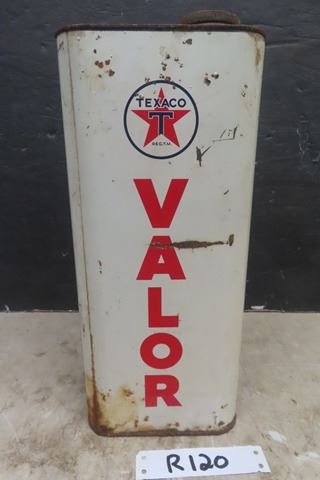 TEXACO
T
REG.T.M.
VALOR
R120